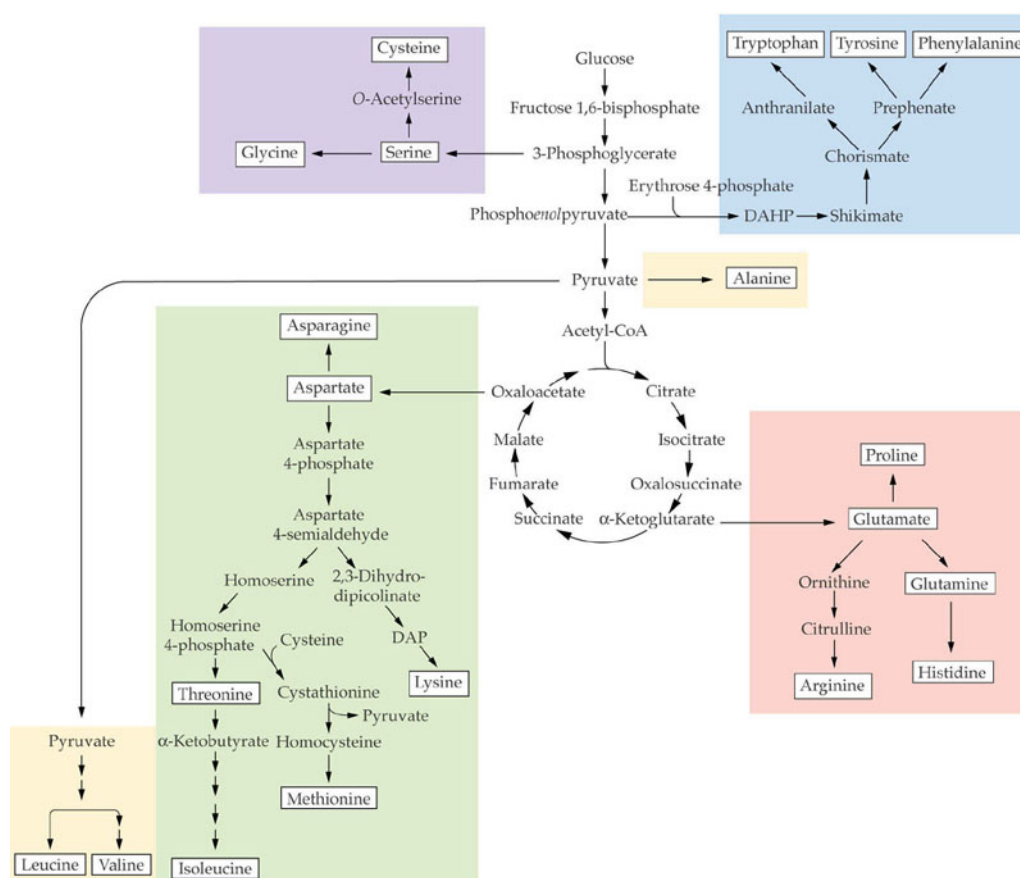 Cysteine
O-Acetylserine
Glycine
Serine
Glucose
Fructose 1,6-bisphosphate
3-Phosphoglycerate
Tryptophan
Tyrosine
Phenylalanine
Anthranilate
Prephenate
Chorismate
Erythrose 4-phosphate
Phosphoenolpyruvate
DAHP
Shikimate
Pyruvate
Alanine
Acetyl-CoA
Asparagine
Aspartate
Oxaloacetate
Citrate
Malate
Isocitrate
Fumarate
Oxalosuccinate
Succinate
α-Ketoglutarate
Aspartate
4-phosphate
Aspartate
4-semialdehyde
Homoserine
2,3-Dihydro-
dipicolinate
Homoserine
4-phosphate
Cysteine
DAP
Threonine
Cystathionine
Lysine
Pyruvate
α-Ketobutyrate
Homocysteine
Methionine
Isoleucine
Proline
Glutamate
Ornithine
Glutamine
Citrulline
Arginine
Histidine
Pyruvate
Leucine
Valine